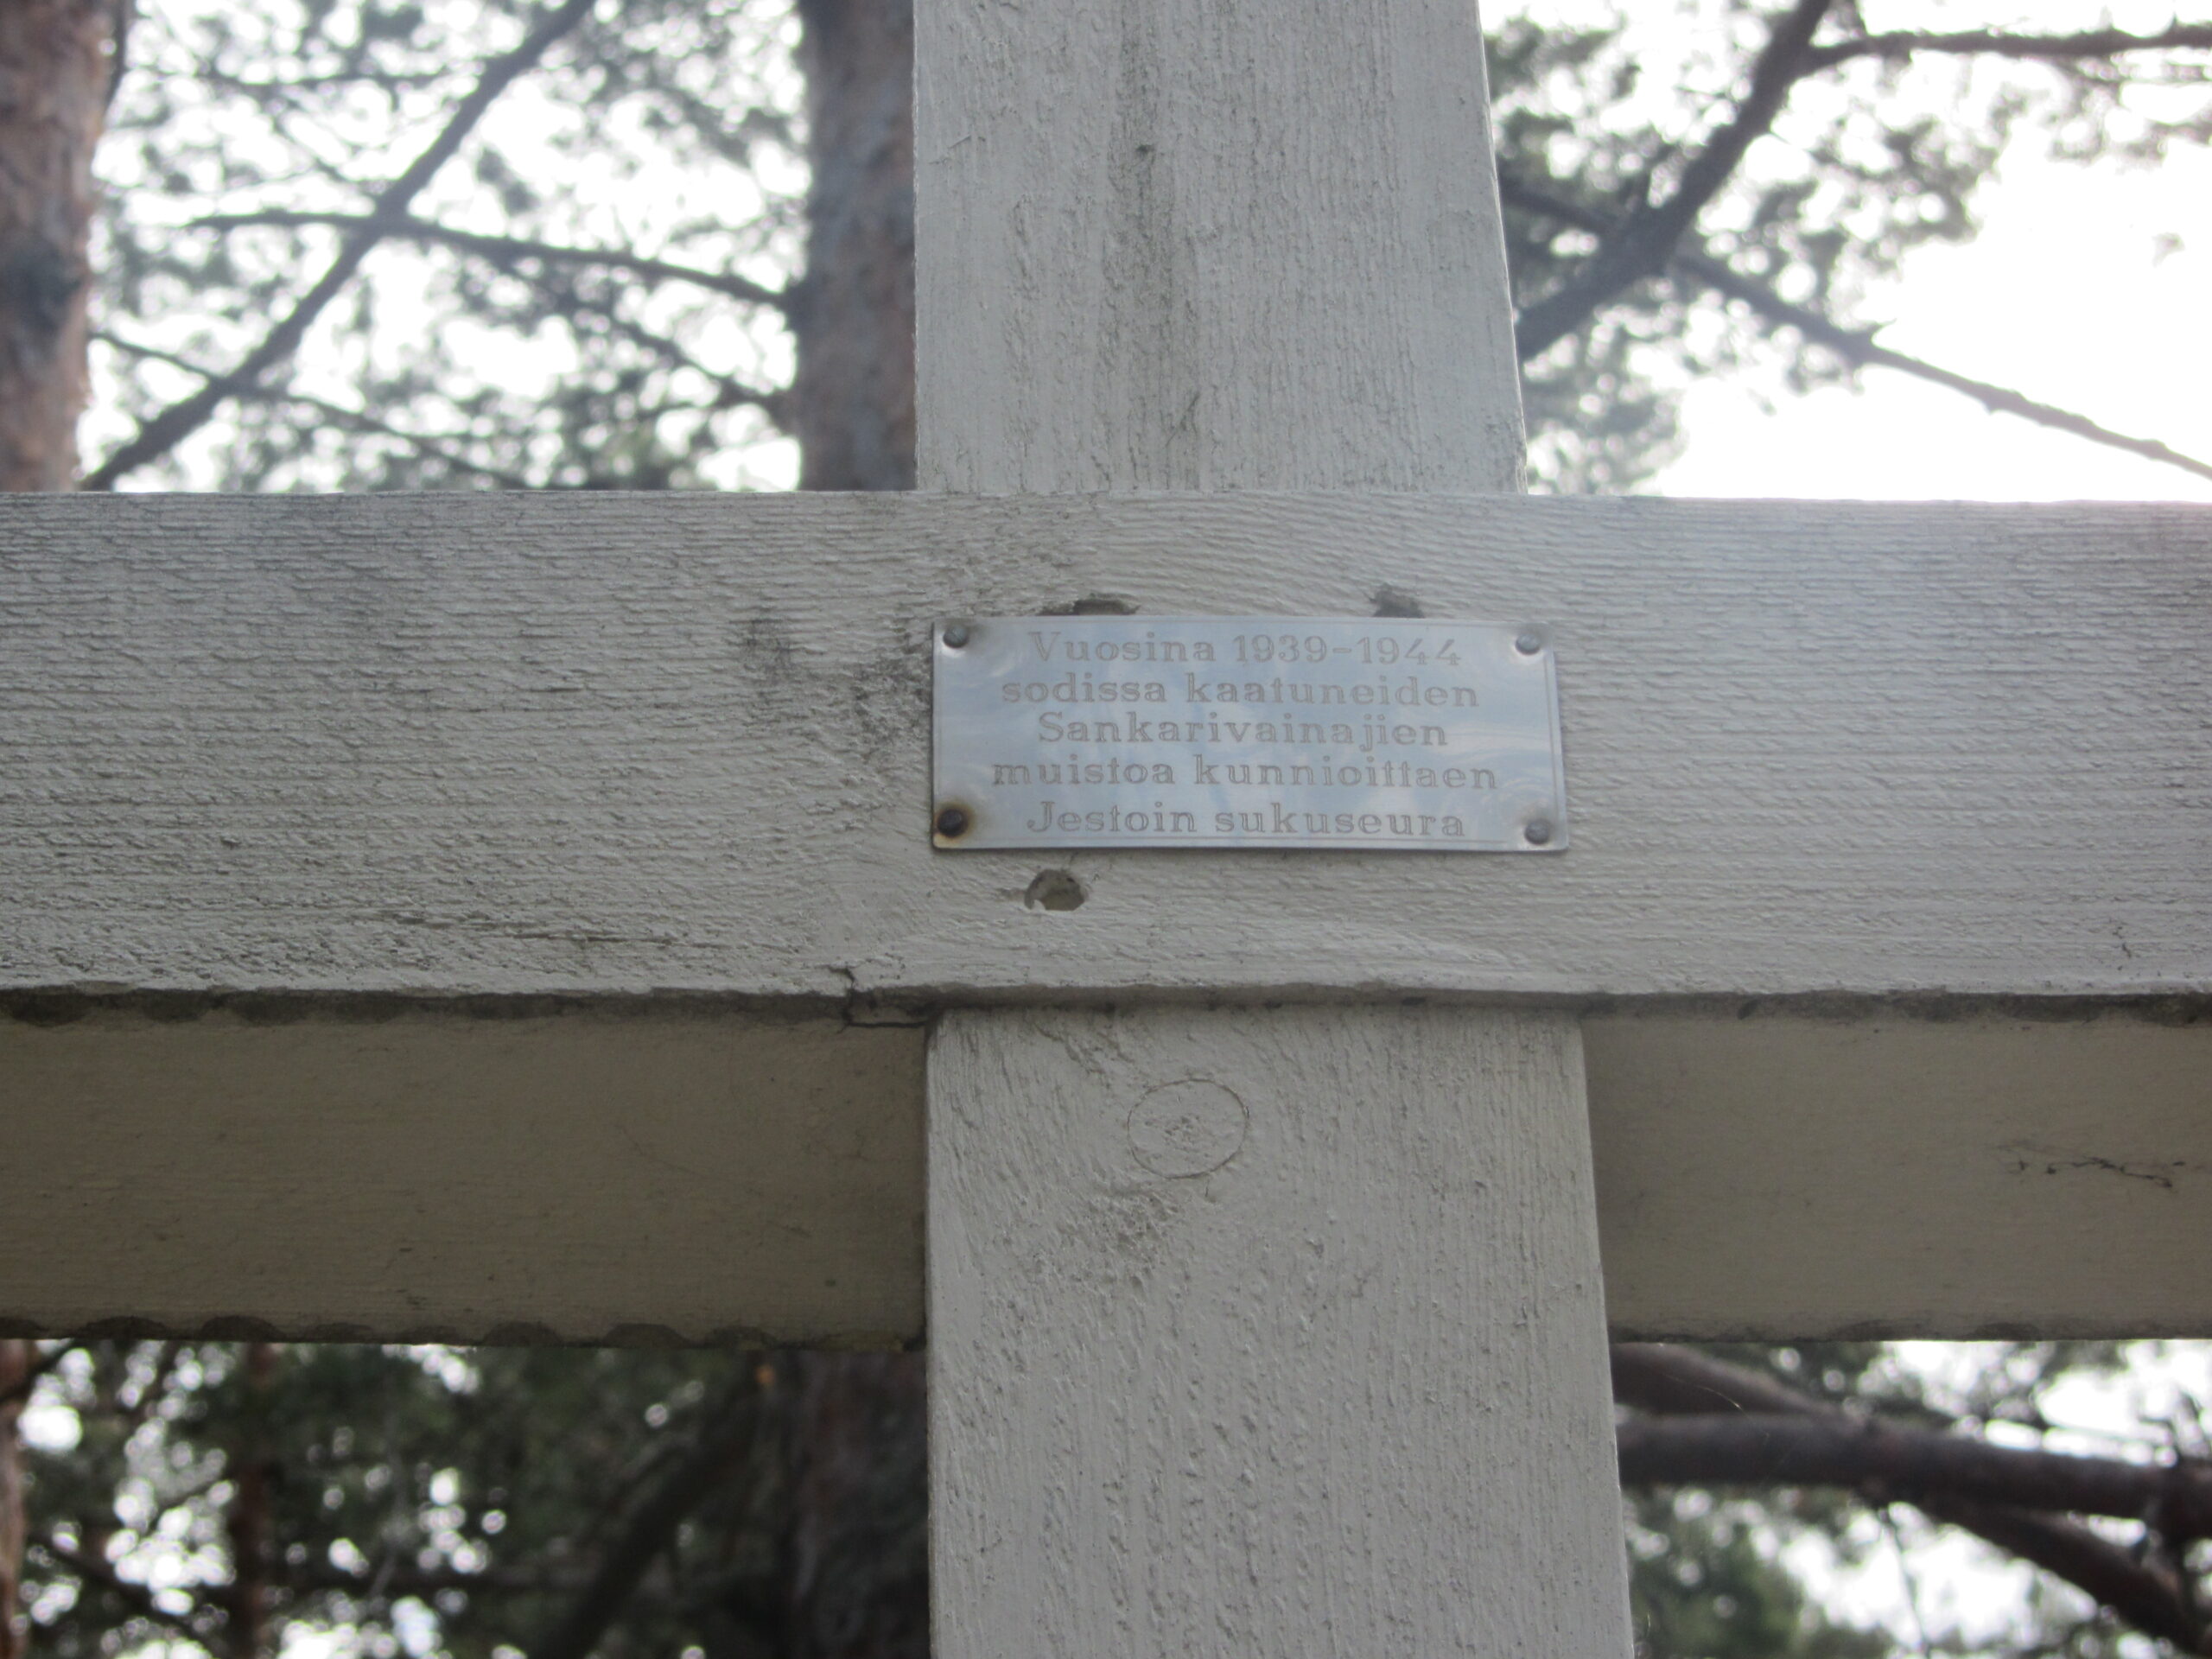 Vuosina 1939-1944
sodissa kaatuneiden
Sankarivainajien
muistoa kunnioittaen
Jestoin sukuseura